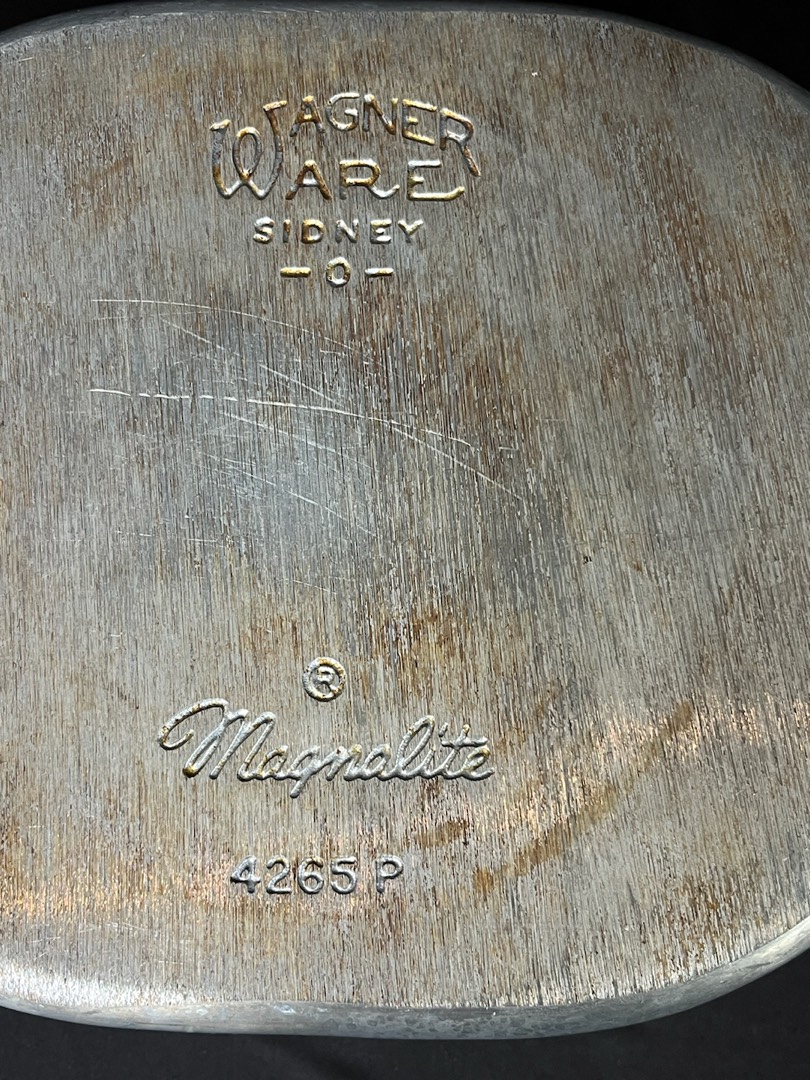 WAGNER
WARE
SIDNEY
-O-
®
Magnalite
4265 P